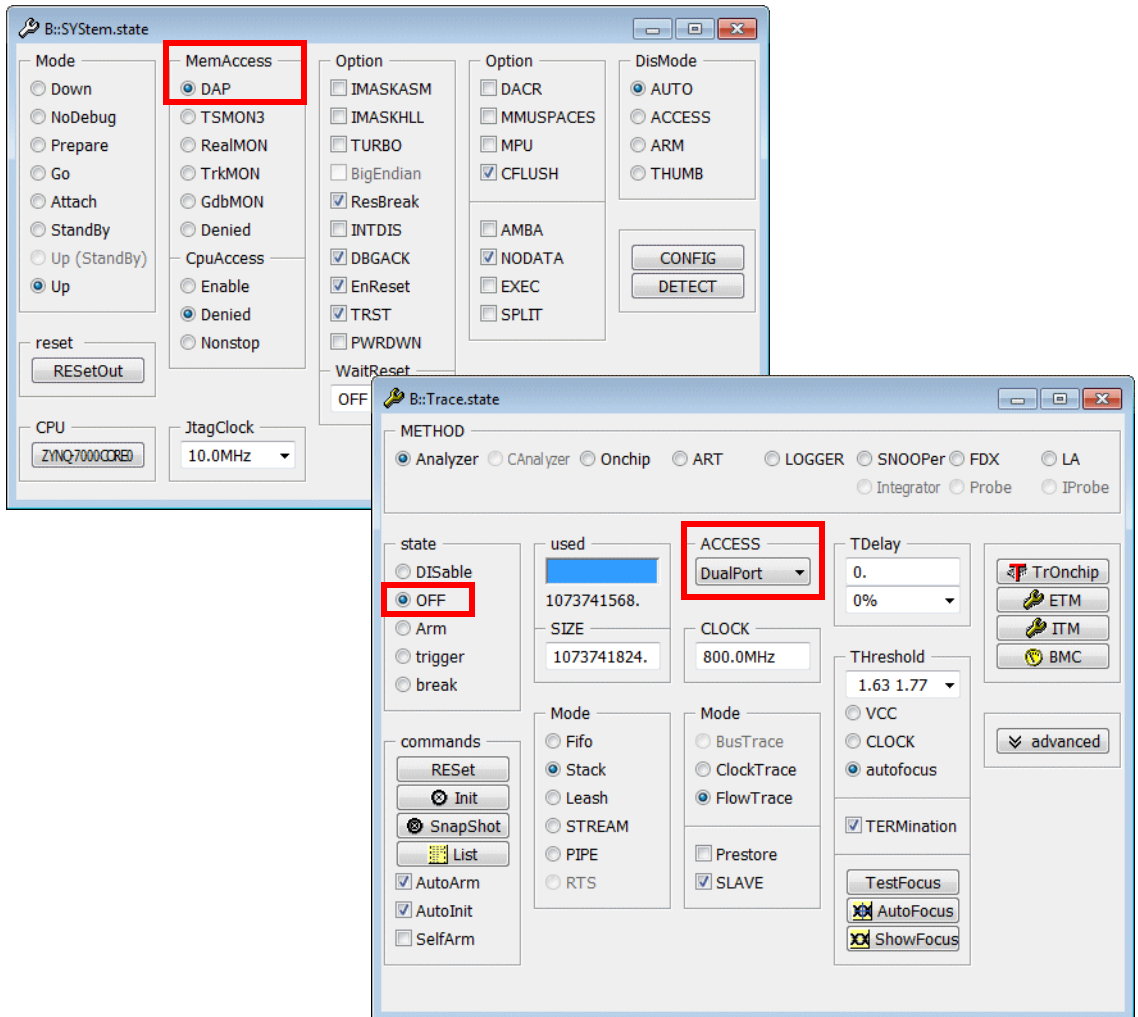 B::SYStem.state
Mode
Down
NoDebug
Prepare
Go
Attach
StandBy
Up (StandBy)
Up
reset
RESetOut
CPU
ZYNQ-7000CORE0
MemAccess
DAP
TSMON3
RealMON
TrkMON
GdbMON
Denied
CpuAccess
Enable
Denied
Nonstop
JtagClock
10.0MHz
Option
IMASKASM
IMASKHLL
TURBO
BigEndian
ResBreak
INTDIS
DBGACK
EnReset
TRST
PWRDWN
WaitReset
OFF
Option
DACR
MMUSPACES
MPU
CFLUSH
AMBA
NODATA
EXEC
SPLIT
DisMode
AUTO
ACCESS
ARM
THUMB
CONFIG
DETECT
B::Trace.state
METHOD
Analyzer CAnalyzer Onchip ART LOGGER SNOOPer FDX LA
Integrator Probe IProbe
state
DISable
OFF
Arm
trigger
break
commands
RESet
Init
SnapShot
List
AutoArm
AutoInit
SelfArm
used
1073741568.
SIZE
1073741824.
Mode
Fifo
Stack
Leash
STREAM
PIPE
RTS
ACCESS
DualPort
CLOCK
800.0MHz
Mode
BusTrace
ClockTrace
FlowTrace
Prestore
SLAVE
TDelay
0.
0%
THreshold
1.63 1.77
VCC
CLOCK
autofocus
TERMination
TestFocus
AutoFocus
ShowFocus
TrOnchip
ETM
ITM
BMC
advanced